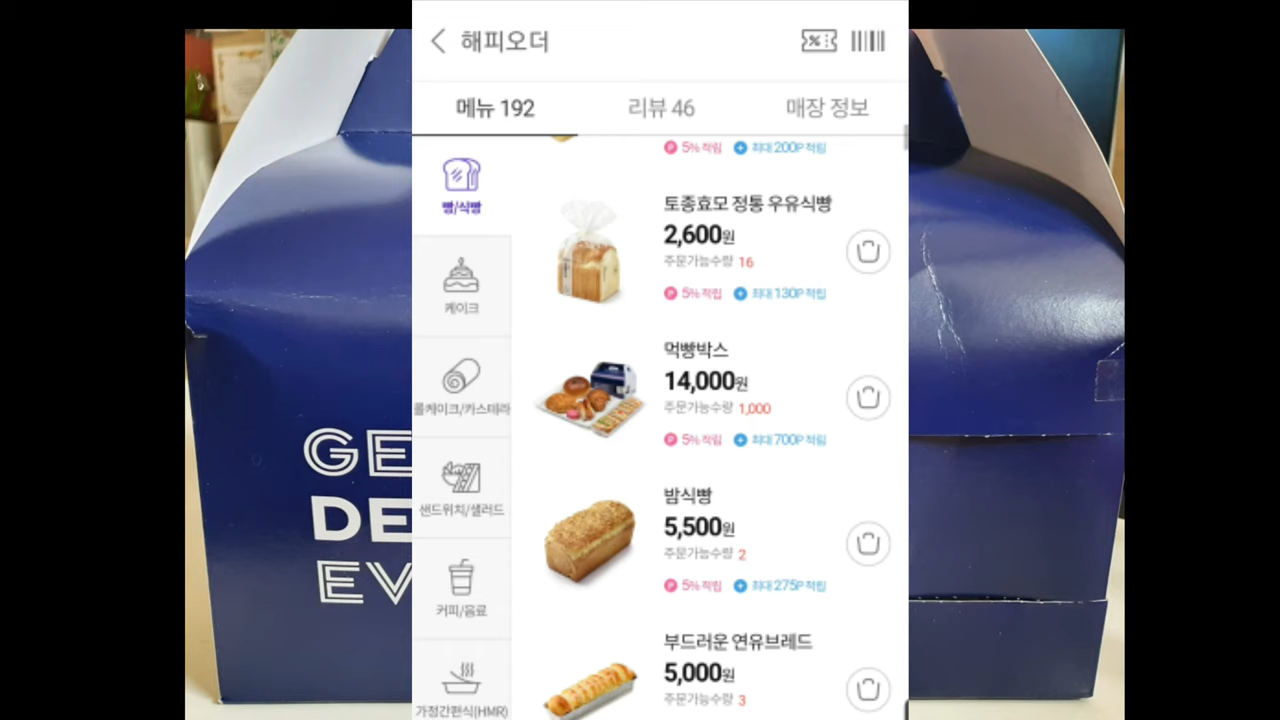 해피오더
메뉴 192
리뷰 46
매장 정보
빵/식빵
케이크
롤케이크/카스테라
샌드위치/샐러드
커피/음료
가정간편식(HMR)
P 5% 적립 + 최대 200P 적립
토종효모 정통 우유식빵
2,600원
주문가능수량 16
P 5% 적립 + 최대 130P 적립
먹빵박스
14,000원
주문가능수량 1,000
P 5% 적립 + 최대 700P 적립
밤식빵
5,500원
주문가능수량 2
P 5% 적립 + 최대 275P 적립
부드러운 연유브레드
5,000원
주문가능수량 3
GE
DE
EV